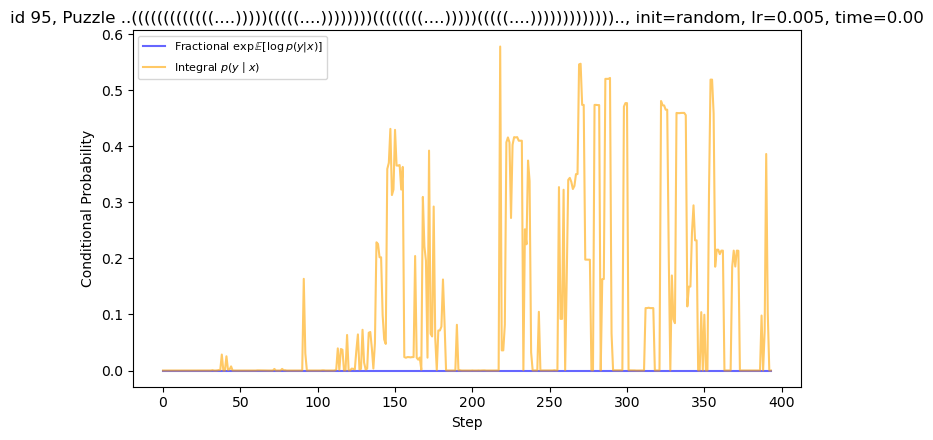 id 95, Puzzle ..(((((((((((((....)))))(((((....))))))))((((((((....)))))(((((....))))))))))))).., init=random, lr=0.005, time=0.00
Fractional exp𝔼[log p(y|x)]
Integral p(y | x)
0.6
0.5
0.4
0.3
0.2
0.1
0.0
Conditional Probability
0 50 100 150 200 250 300 350 400
Step